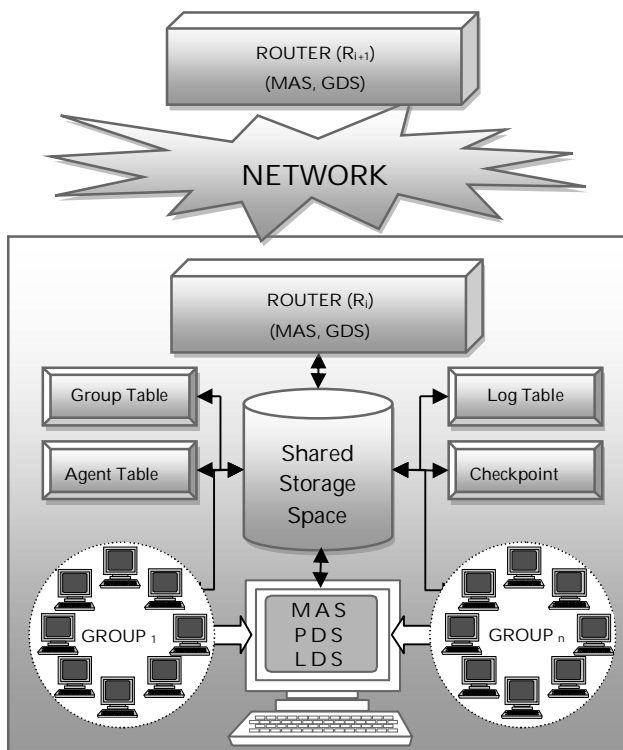 ROUTER (Ri+1)
(MAS, GDS)
NETWORK
ROUTER (Ri)
(MAS, GDS)
Group Table
Log Table
Agent Table
Checkpoint
Shared
Storage
Space
GROUP 1
MAS
PDS
LDS
GROUP n